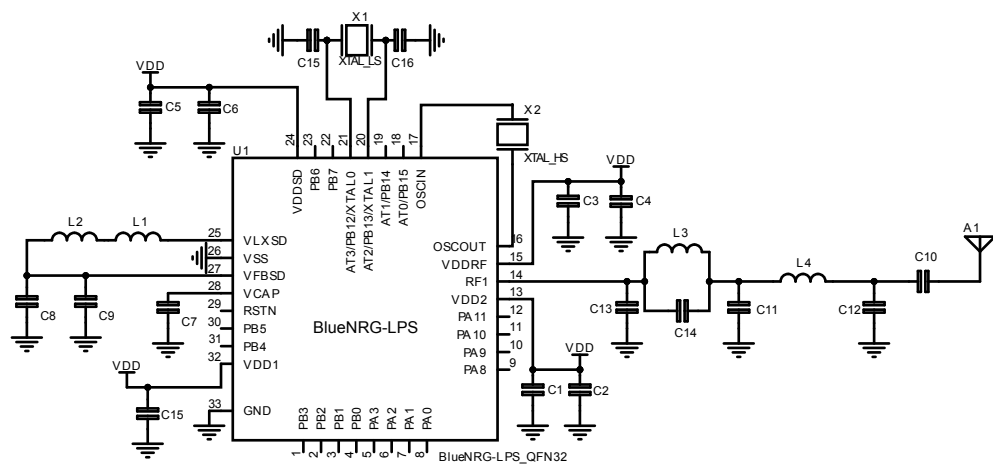 X1
C15
XTAL_LS
C16
VDD
C5
C6
X2
XTAL_HS
U1
24
23
22
21
20
19
18
17
VDDSD
PB6
PB7
AT3/PB12/XTAL0
AT2/PB13/XTAL1
AT1/PB14
AT0/PB15
OSCIN
VDD
C3
C4
L2
L1
25
VLXSD
26
VSS
27
VFBSD
28
VCAP
29
RSTN
30
PB5
31
PB4
32
VDD1
33
GND
C8
C9
C7
VDD
C15
BlueNRG-LPS
OSCOUT
16
VDDRF
15
RF1
14
VDD2
13
PA11
12
PA10
11
PA9
10
PA8
9
L3
C13
C14
C11
L4
C12
C10
A1
VDD
C1
C2
PB3
PB2
PB1
PB0
PA3
PA2
PA1
PA0
1
2
3
4
5
6
7
8
BlueNRG-LPS_QFN32